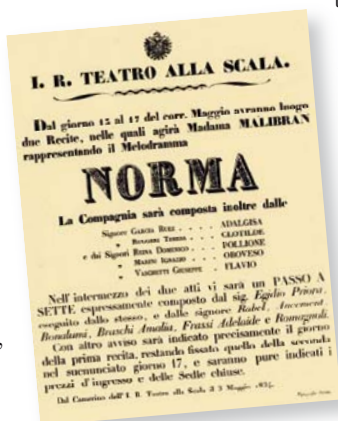 I. R. TEATRO ALLA SCALA.
Dal giorno 15 al 17 del corr. Maggio avranno luogo
due Recite, nelle quali agirà Madama MALIBRAN
rappresentando il Melodramma
NORMA
La Compagnia sarà composta inoltre dalle
Signore GARCIA RUIZ . . . . ADALGISA
" RUGGERI TERESA . . . CLOTILDE
e dai Signori REINA DOMENICO . . . POLLIONE
" MARINI IGNAZIO . . . OROVESO
" VASCHETTI GIUSEPPE . FLAVIO
Nell' intermezzo dei due atti vi sarà un PASSO A
SETTE espressamente composto dal sig. Egidio Priora,
eseguito dallo stesso, e dalle signore Rabel, Ancement,
Bonalumi, Braschi Amalia, Frassi Adelaide e Romagnoli.
Con altro avviso sarà indicato precisamente il giorno
della prima recita, restando fissato quello della seconda
nel sunnunciato giorno 17, e saranno pure indicati i
prezzi d'ingresso e delle Sedie chiuse.
Dal Camerino dell' I. R. Teatro alla Scala il 3 Maggio 1834.